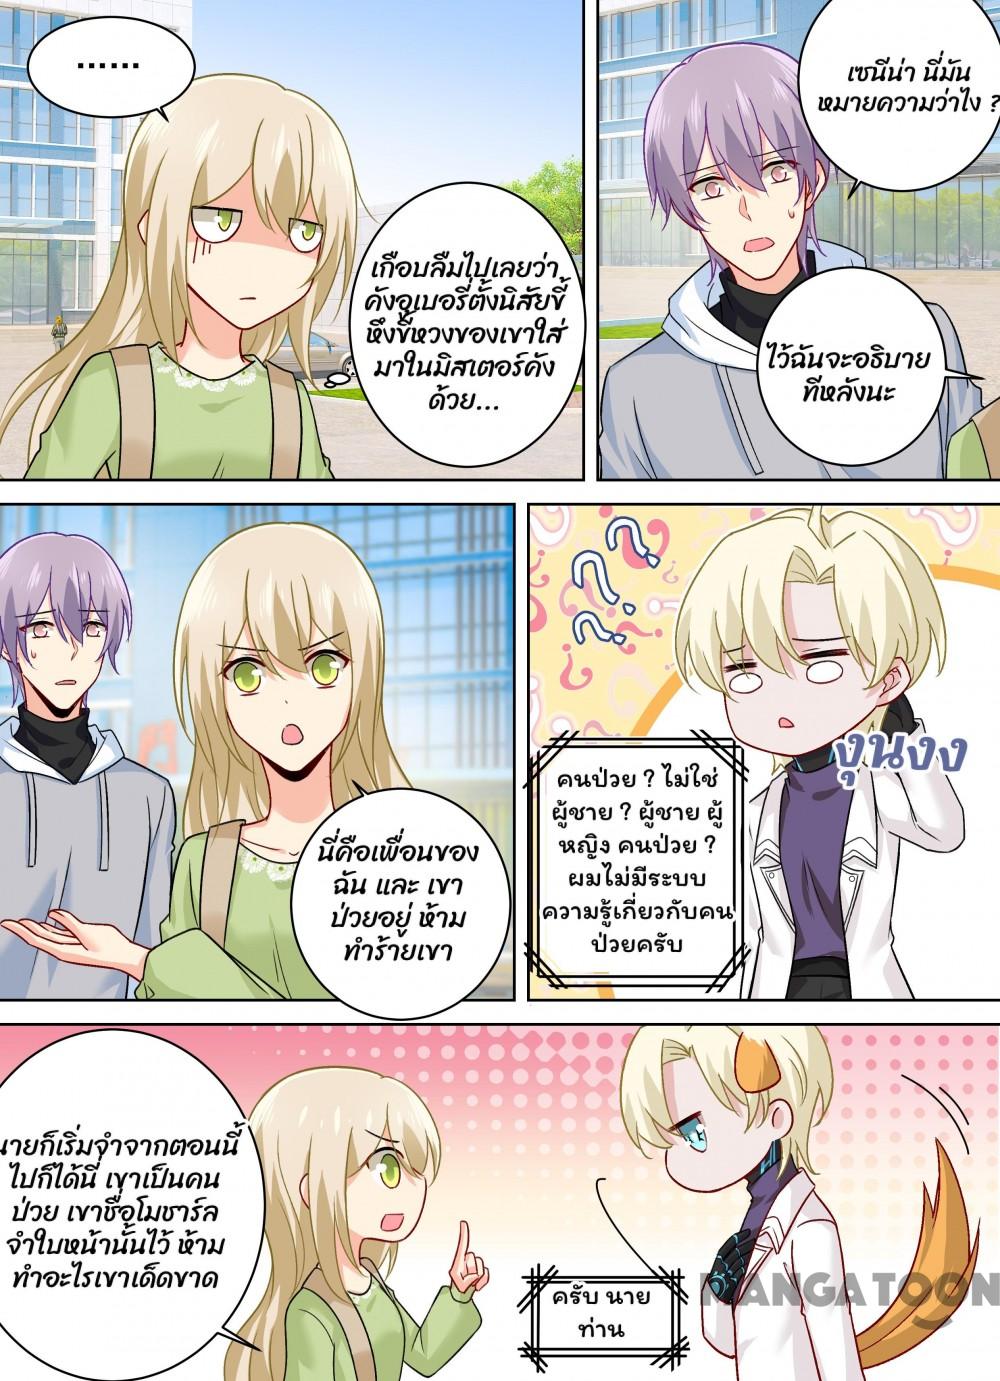 ......
เกือบลืมไปเลยว่า
คังอูเบอรี่ตั้งนิสัยขี้
หึงขี้หวงของเขาใส่
มาในมิสเตอร์คัง
ด้วย...
เซนีน่า นี่มัน
หมายความว่าไง ?
ไว้ฉันจะอธิบาย
ทีหลังนะ
นี่คือเพื่อนของ
ฉัน และ เขา
ป่วยอยู่ ห้าม
ทำร้ายเขา
? ? ?
งุนงง
คนป่วย ? ไม่ใช่
ผู้ชาย ? ผู้ชาย ผู้
หญิง คนป่วย ?
ผมไม่มีระบบ
ความรู้เกี่ยวกับคน
ป่วยครับ
นายก็เริ่มจำจากตอนนี้
ไปก็ได้นี่ เขาเป็นคน
ป่วย เขาชื่อโมชาร์ล
จำใบหน้านั้นไว้ ห้าม
ทำอะไรเขาเด็ดขาด
ครับ นาย
ท่าน
MANGATOON